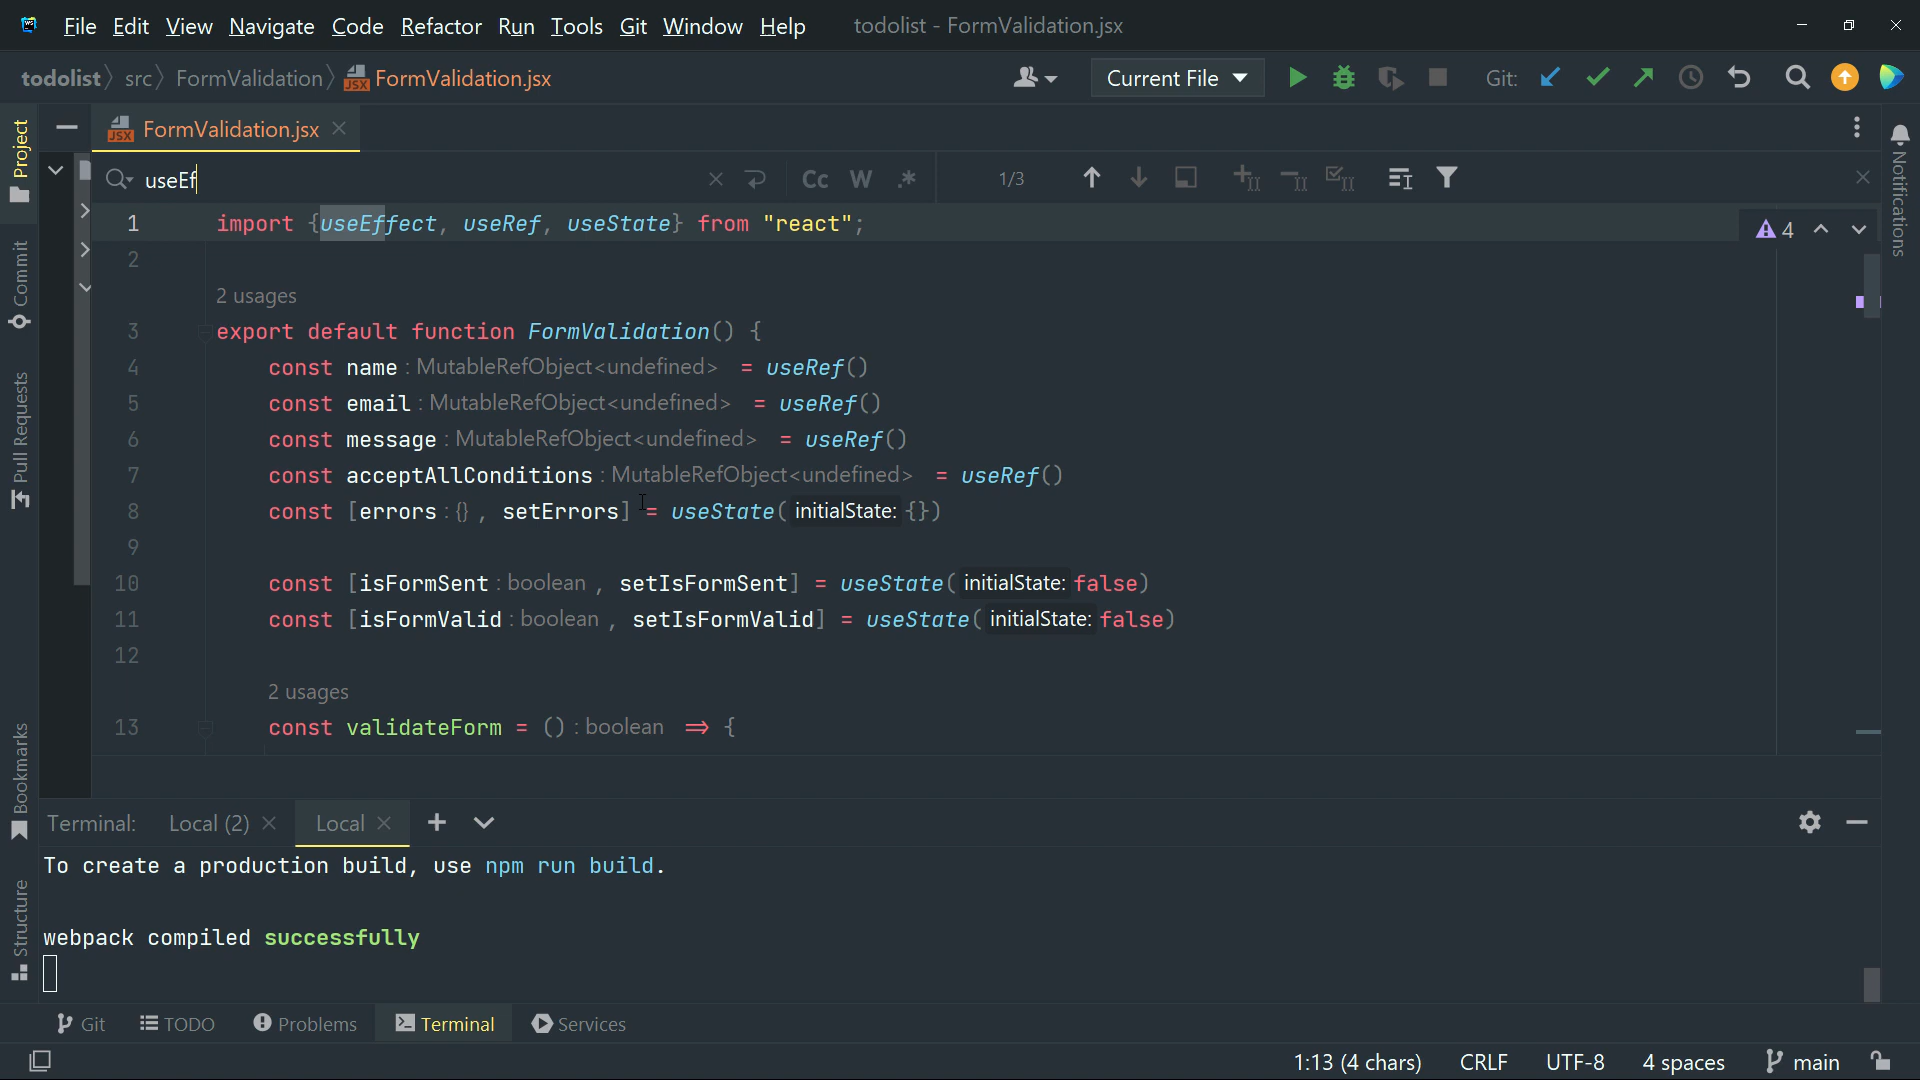 File Edit View Navigate Code Refactor Run Tools Git Window Help todolist - FormValidation.jsx
todolist src FormValidation JSX FormValidation.jsx Current File Git:
Project
Commit
Pull Requests
Bookmarks
Structure
Notifications
JSX FormValidation.jsx
useEf Cc W .* 1/3
1 import {useEffect, useRef, useState} from "react"; 4
2
2 usages
3 export default function FormValidation() {
4 const name : MutableRefObject<undefined> = useRef()
5 const email : MutableRefObject<undefined> = useRef()
6 const message : MutableRefObject<undefined> = useRef()
7 const acceptAllConditions : MutableRefObject<undefined> = useRef()
8 const [errors : {} , setErrors] = useState( initialState: {})
9
10 const [isFormSent : boolean , setIsFormSent] = useState( initialState: false)
11 const [isFormValid : boolean , setIsFormValid] = useState( initialState: false)
12
2 usages
13 const validateForm = () : boolean => {
Terminal: Local (2) Local
To create a production build, use npm run build.
webpack compiled successfully
Git TODO Problems Terminal Services
1:13 (4 chars) CRLF UTF-8 4 spaces main